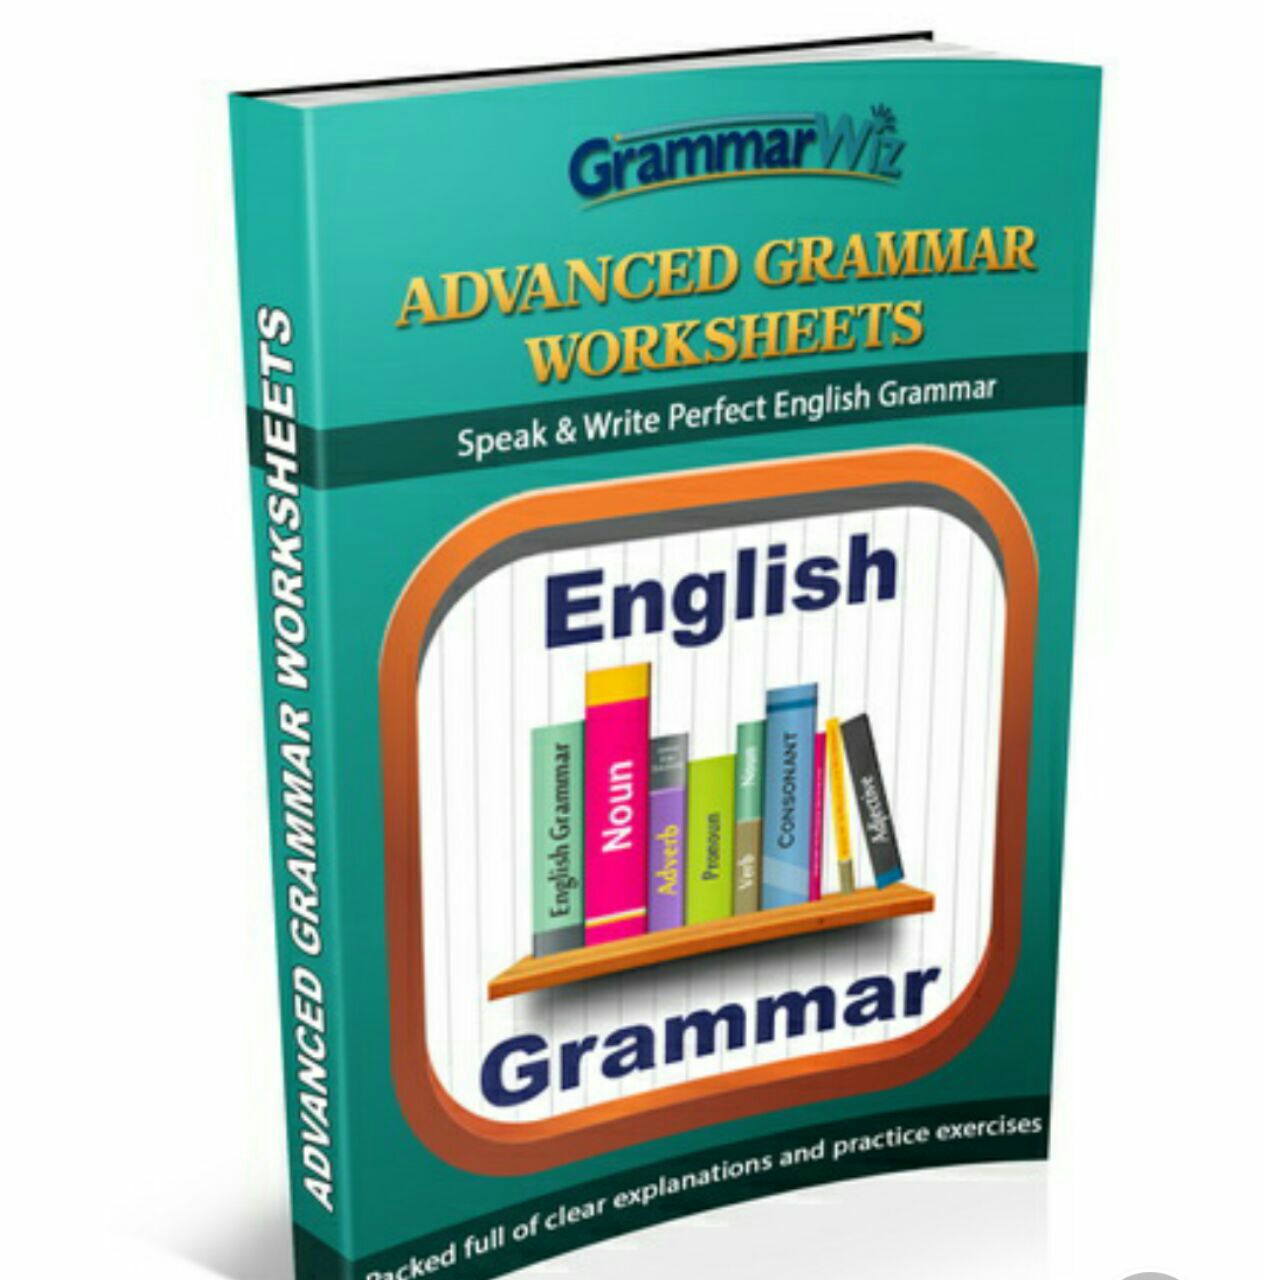 GrammarWiz
ADVANCED GRAMMAR
WORKSHEETS
Speak & Write Perfect English Grammar
English
English Grammar
Noun
Adverb
Pronoun
Noun
Verb
CONSONANT
Adjective
Grammar
Packed full of clear explanations and practice exercises
ADVANCED GRAMMAR WORKSHEETS